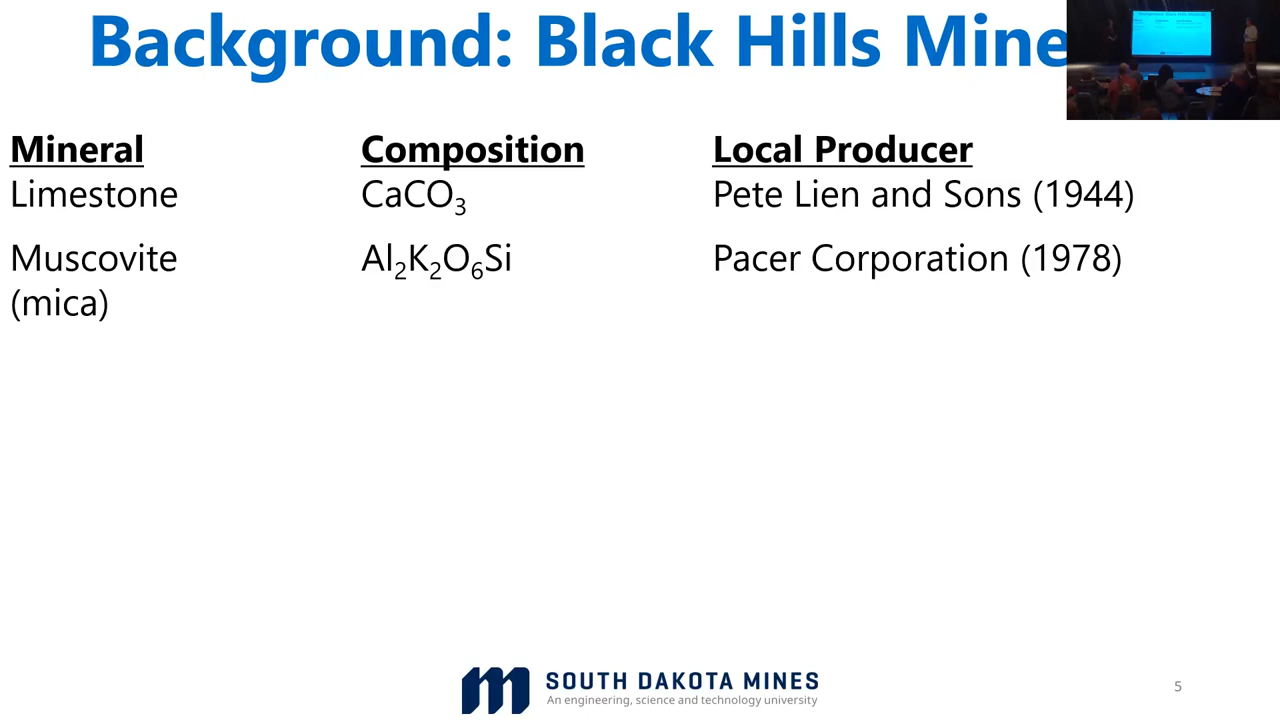 Background: Black Hills Mine
Mineral Composition Local Producer
Limestone CaCO₃ Pete Lien and Sons (1944)
Muscovite Al₂K₂O₆Si Pacer Corporation (1978)
(mica)
SOUTH DAKOTA MINES
An engineering, science and technology university
5